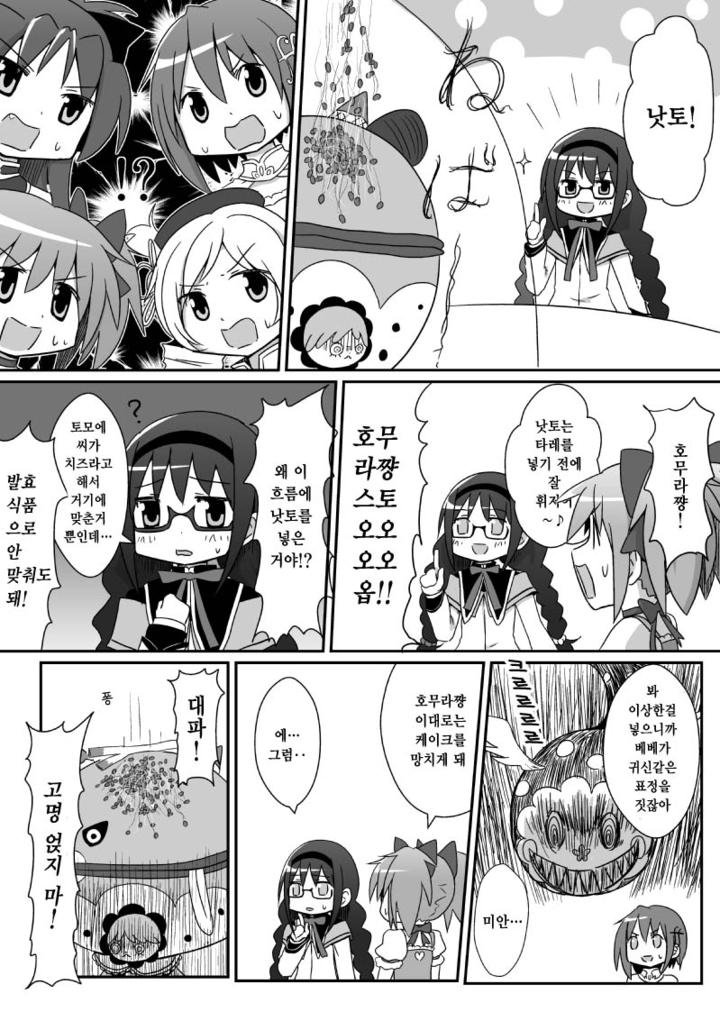 낫토!
ねば
!?
호무라쨩!
낫토는
타레를
넣기 전에
잘
휘저어
~♪
호무
라쨩
스토
오오
오오
옵!!
왜 이
흐름에
낫토를
넣은
거야!?
?
토모에
씨가
치즈라고
해서
거기에
맞춘거
뿐인데…
발효
식품
으로
안
맞춰도
돼!
봐
이상한걸
넣으니까
베베가
귀신같은
표정을
짓잖아
크르르르르
미안…
호무라쨩
이대로는
케이크를
망치게 돼
에…
그럼‥
대파!
퐁
고명 얹지 마!